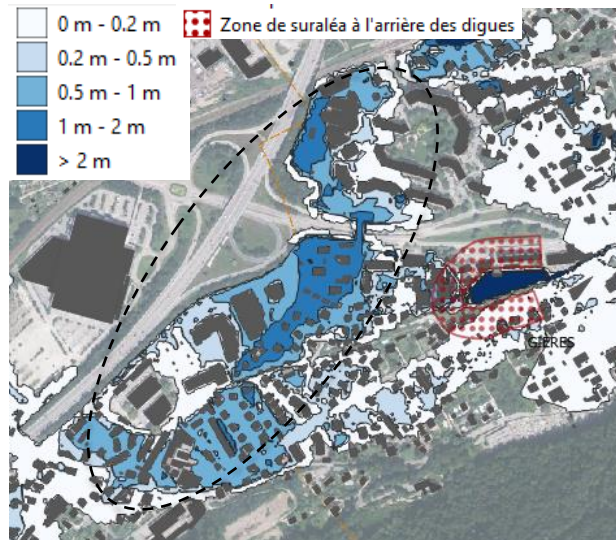 0 m - 0.2 m
0.2 m - 0.5 m
0.5 m - 1 m
1 m - 2 m
> 2 m
Zone de suraléa à l'arrière des digues
GIÈRES